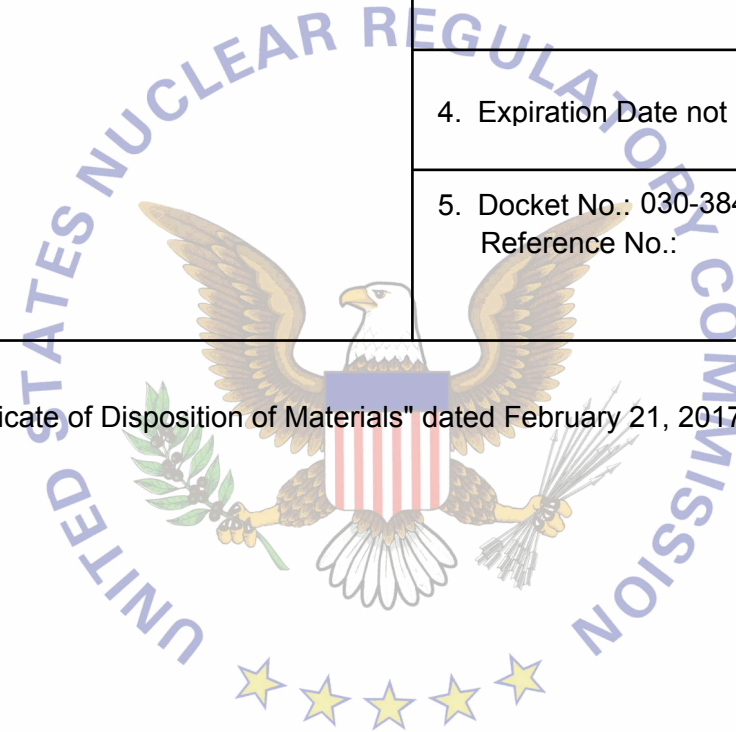 UNITED STATES NUCLEAR REGULATORY COMMISSION
4. Expiration Date not
5. Docket No.: 030-384
Reference No.:
icate of Disposition of Materials" dated February 21, 2017